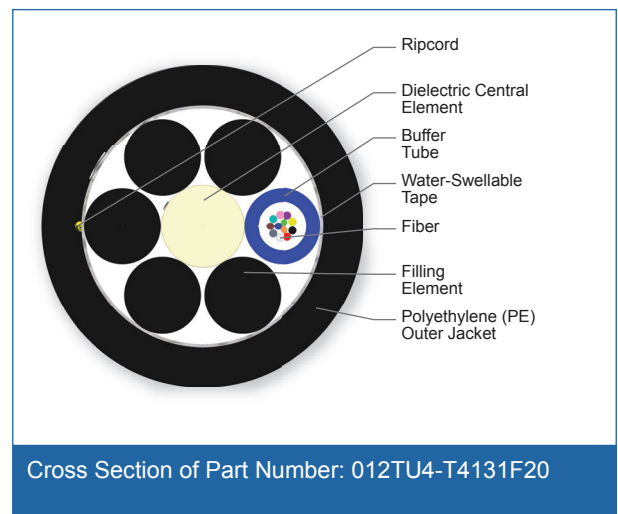 Ripcord
Dielectric Central
Element
Buffer
Tube
Water-Swellable
Tape
Fiber
Filling
Element
Polyethylene (PE)
Outer Jacket
Cross Section of Part Number: 012TU4-T4131F20